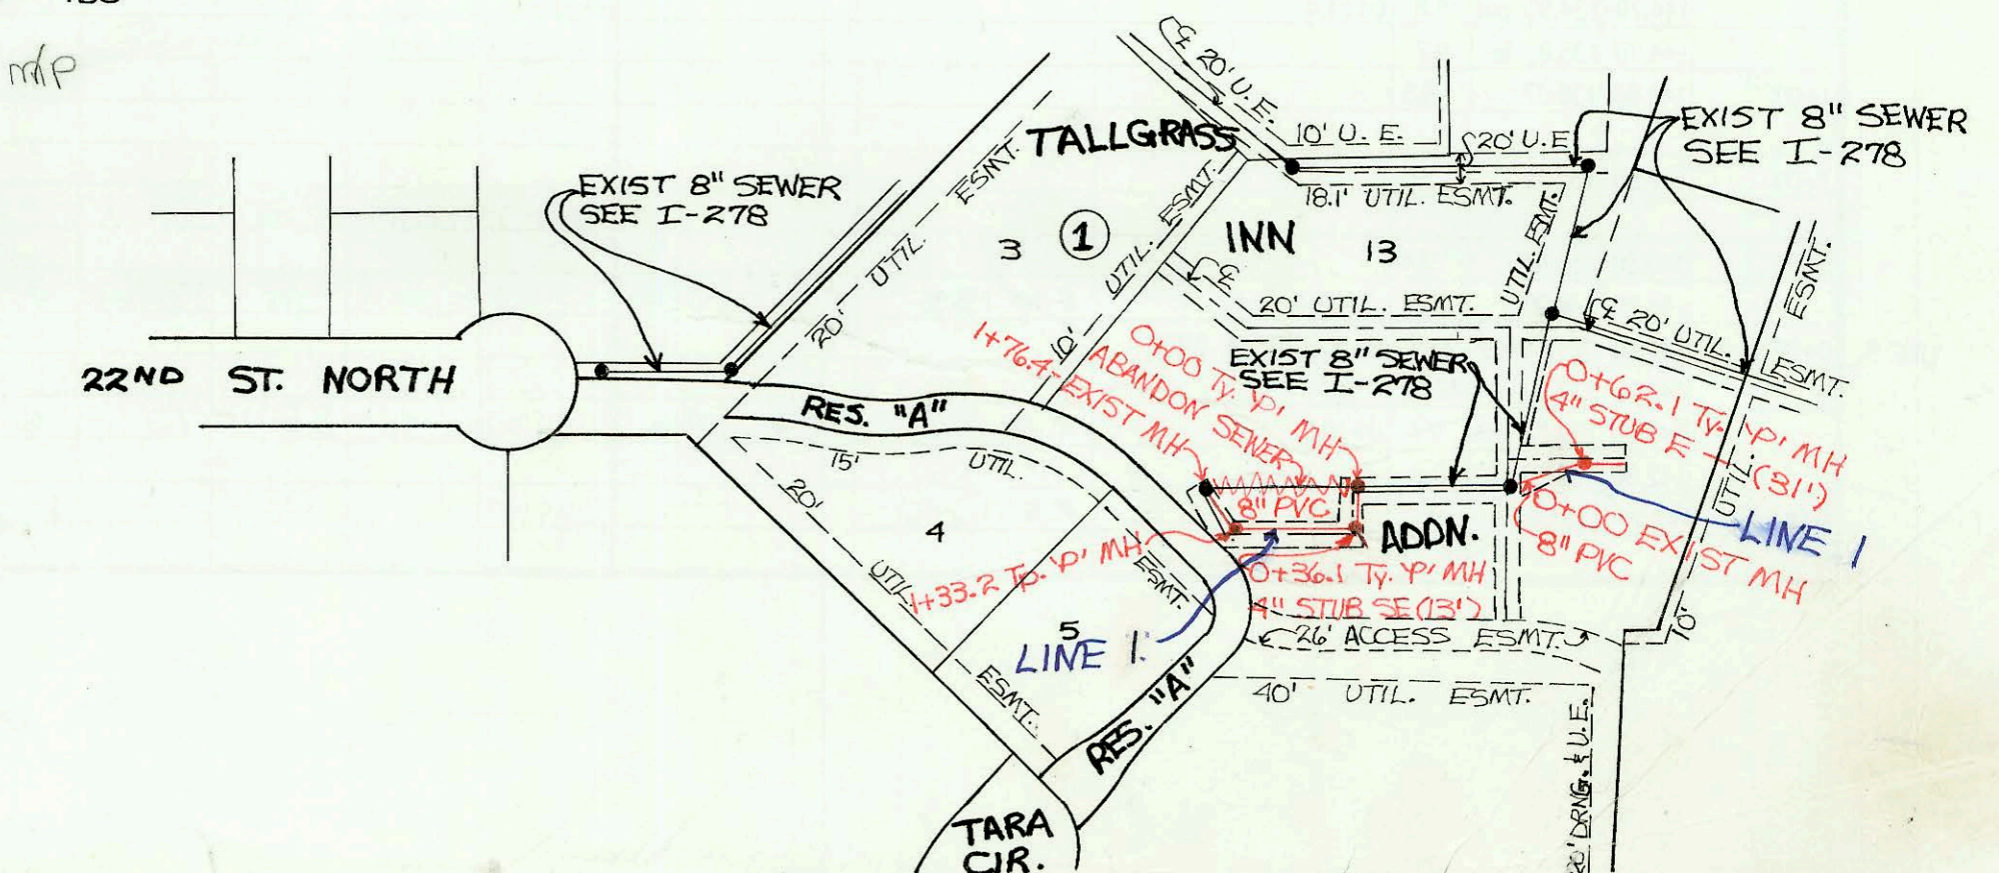 m/p
TALLGRASS
INN
ADDN.
EXIST 8" SEWER
SEE I-278
EXIST 8" SEWER
SEE I-278
EXIST 8" SEWER
SEE I-278
22ND ST. NORTH
RES. "A"
RES. "A"
TARA
CIR.
3
1
13
4
5
℄ 20' U.E.
10' U. E.
20' U.E.
18.1' UTIL. ESMT.
UTIL. ESMT.
20' UTIL. ESMT.
℄
℄ 20' UTIL. ESMT.
ESMT.
20' UTIL. ESMT.
10' UTIL. ESMT.
15' UTIL. ESMT.
20' UTIL. ESMT.
10' UTIL.
26' ACCESS ESMT.
40' UTIL. ESMT.
20' DRNG. & U.E.
0+00 Ty. 'P' MH
ABANDON SEWER
1+76.4-EXIST MH
8" PVC
1+33.2 Tp. 'P' MH
0+36.1 Ty. 'P' MH
4" STUB SE (13')
0+62.1 Ty. 'P' MH
4" STUB E - (31')
0+00 EXIST MH
8" PVC
LINE 1
LINE 1